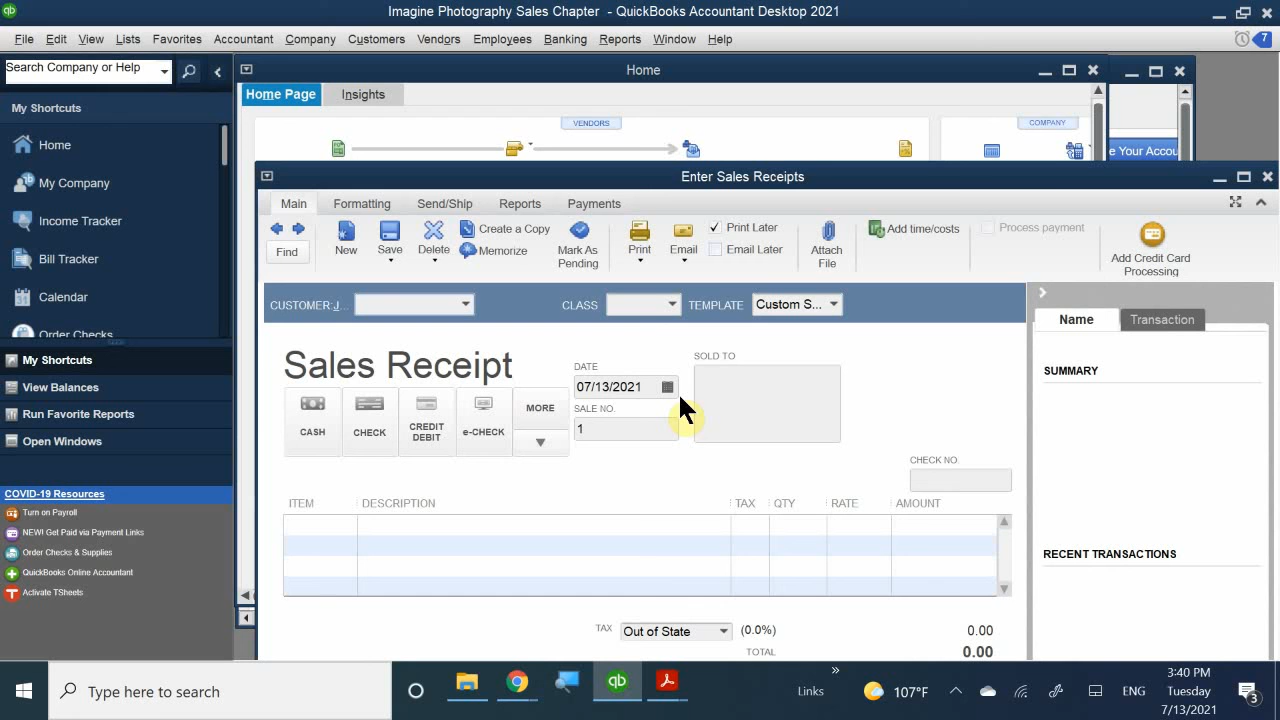 Imagine Photography Sales Chapter - QuickBooks Accountant Desktop 2021
File Edit View Lists Favorites Accountant Company Customers Vendors Employees Banking Reports Window Help
7
Search Company or Help
My Shortcuts
Home
My Company
Income Tracker
Bill Tracker
Calendar
Order Checks
My Shortcuts
View Balances
Run Favorite Reports
Open Windows
COVID-19 Resources
Turn on Payroll
NEW! Get Paid via Payment Links
Order Checks & Supplies
QuickBooks Online Accountant
Activate TSheets
Home
Home Page Insights
VENDORS
COMPANY
e Your Accou
Enter Sales Receipts
Main Formatting Send/Ship Reports Payments
Find
New
Save
Delete
Create a Copy
Memorize
Mark As
Pending
Print
Email
Print Later
Email Later
Attach
File
Add time/costs
Process payment
Add Credit Card
Processing
CUSTOMER:J... CLASS TEMPLATE Custom S...
Sales Receipt
CASH
CHECK
CREDIT
DEBIT
e-CHECK
MORE
DATE
07/13/2021
SALE NO.
1
SOLD TO
CHECK NO.
ITEM DESCRIPTION TAX QTY RATE AMOUNT
TAX Out of State (0.0%) 0.00
TOTAL 0.00
Name Transaction
SUMMARY
RECENT TRANSACTIONS
Type here to search
qb
Links
107°F
ENG
3:40 PM
Tuesday
7/13/2021
3